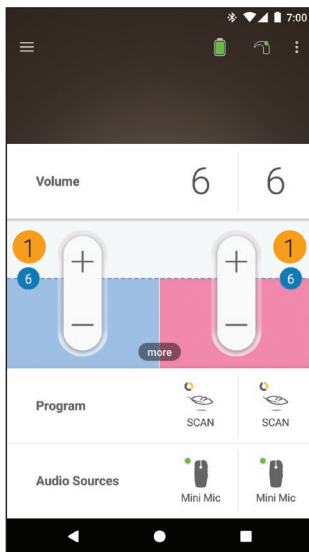 7:00
Volume 6 6
1 1
+ +
6 6
− −
more
Program
SCAN SCAN
Audio Sources
Mini Mic Mini Mic